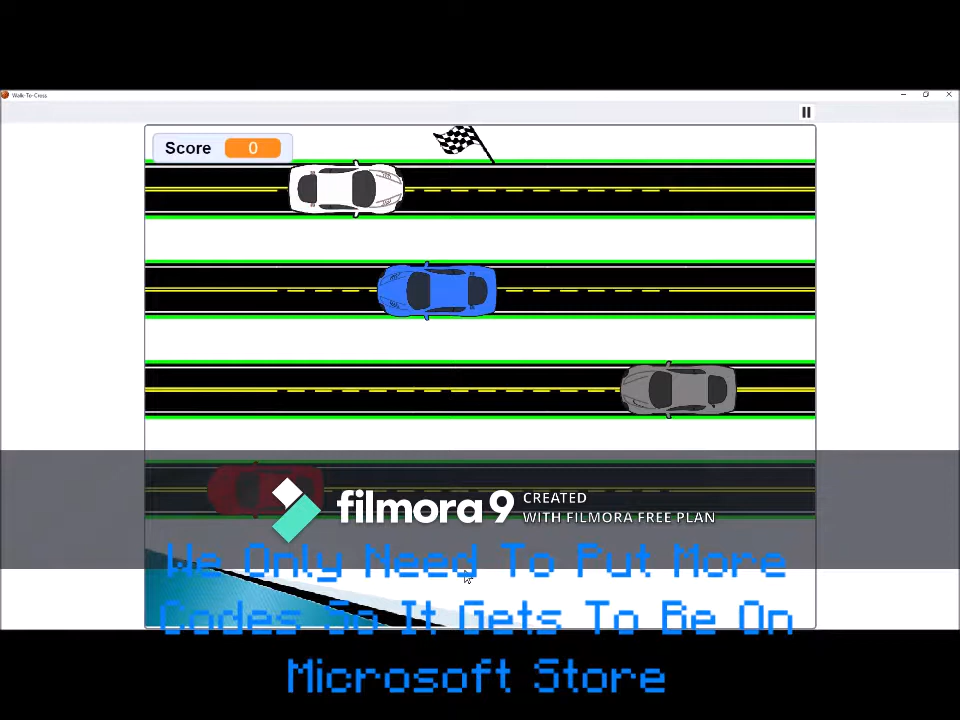 Walk-To-Cross
Score 0
filmora 9 CREATED
WITH FILMORA FREE PLAN
We Only Need To Put More
Codes So It Gets To Be On
Microsoft Store